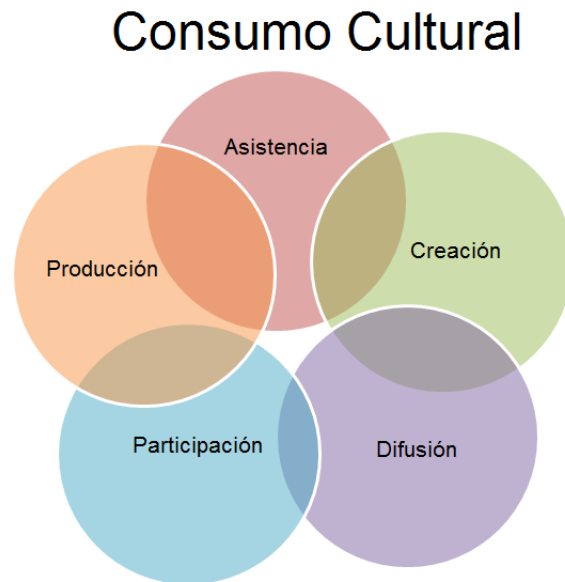 Consumo Cultural
Asistencia
Creación
Producción
Participación
Difusión